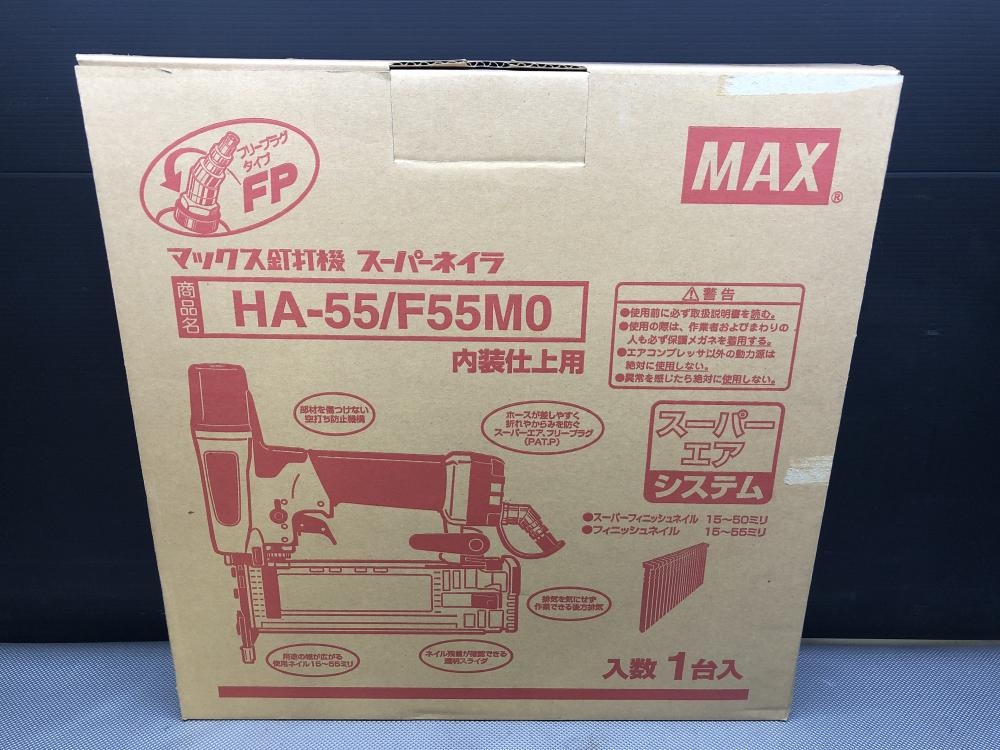 フリープラグ
タイプ
FP
MAX®
マックス釘打機 スーパーネイラ
商品名
HA-55/F55M0
内装仕上用
⚠警告
●使用前に必ず取扱説明書を読む。
●使用の際は、作業者およびまわりの
人も必ず保護メガネを着用する。
●エアコンプレッサ以外の動力源は
絶対に使用しない。
●異常を感じたら絶対に使用しない。
部材を傷つけない
空打ち防止機構
ホースが差しやすく
折れやからみを防ぐ
スーパーエア、フリープラグ
(PAT.P)
スーパー
エア
システム
●スーパーフィニッシュネイル 15〜50ミリ
●フィニッシュネイル 15〜55ミリ
排気を気にせず
作業できる後方排気
用途の幅が広がる
使用ネイル15〜55ミリ
ネイル残量が確認できる
透明スライダ
入数 1台入